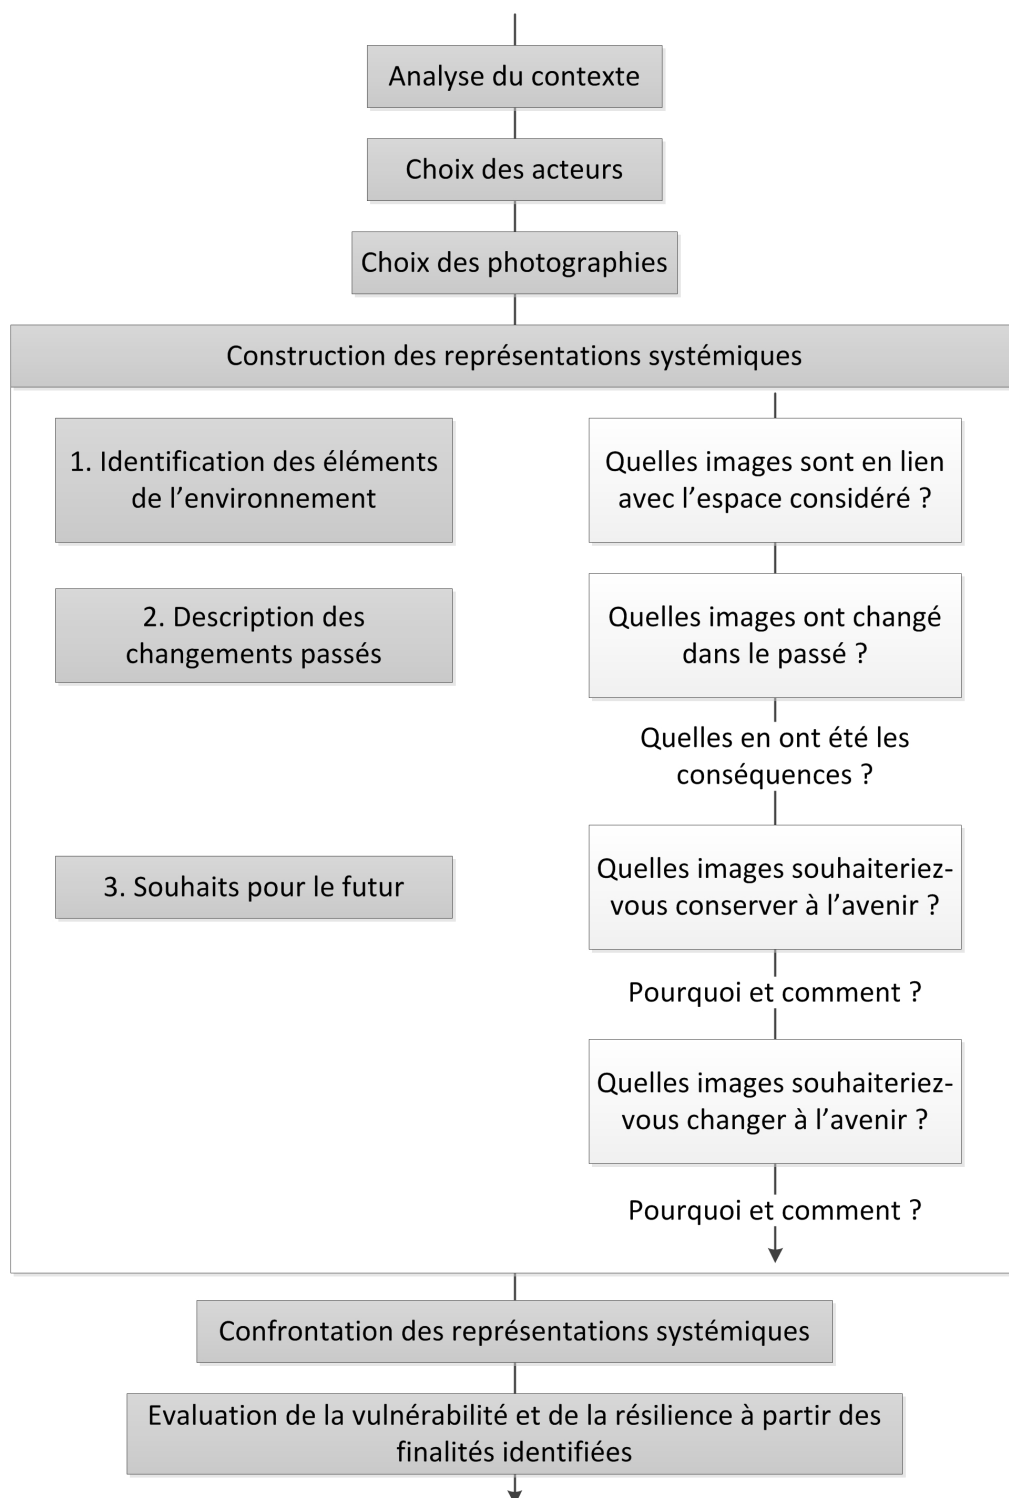 Analyse du contexte
Choix des acteurs
Choix des photographies
Construction des représentations systémiques
1. Identification des éléments
de l’environnement
Quelles images sont en lien
avec l’espace considéré ?
2. Description des
changements passés
Quelles images ont changé
dans le passé ?
Quelles en ont été les
conséquences ?
3. Souhaits pour le futur
Quelles images souhaiteriez-
vous conserver à l’avenir ?
Pourquoi et comment ?
Quelles images souhaiteriez-
vous changer à l’avenir ?
Pourquoi et comment ?
Confrontation des représentations systémiques
Evaluation de la vulnérabilité et de la résilience à partir des
finalités identifiées